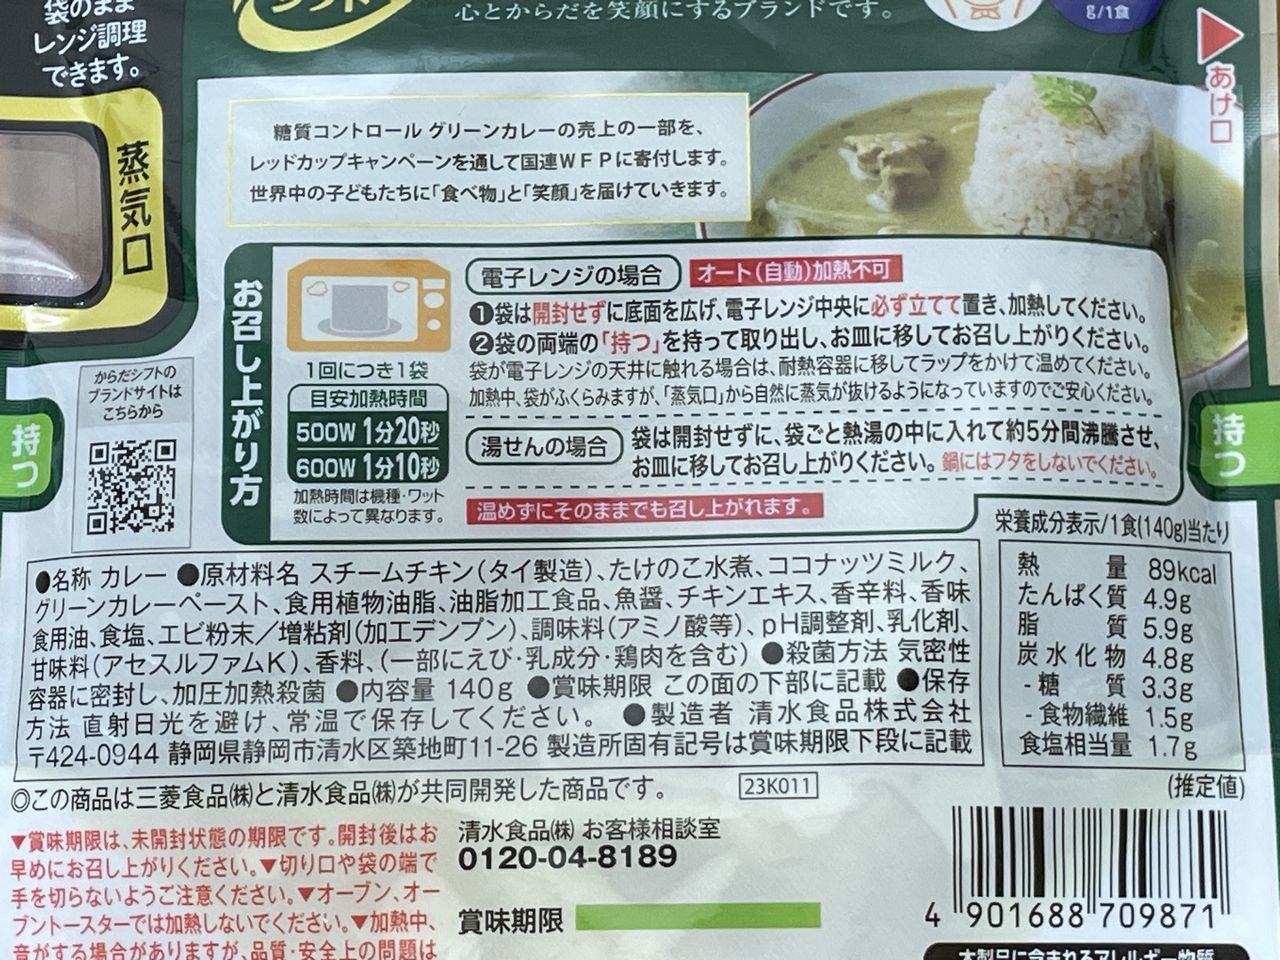 袋のまま
レンジ調理
できます。
蒸気口
シフト
心とからだを笑顔にするブランドです。
g/1食
あけ口
糖質コントロール グリーンカレーの売上の一部を、
レッドカップキャンペーンを通して国連WFPに寄付します。
世界中の子どもたちに「食べ物」と「笑顔」を届けていきます。
からだシフトの
ブランドサイトは
こちらから
持つ
お召し上がり方
1回につき1袋
目安加熱時間
500W 1分20秒
600W 1分10秒
加熱時間は機種・ワット
数によって異なります。
電子レンジの場合 オート(自動)加熱不可
❶袋は開封せずに底面を広げ、電子レンジ中央に必ず立てて置き、加熱してください。
❷袋の両端の「持つ」を持って取り出し、お皿に移してお召し上がりください。
袋が電子レンジの天井に触れる場合は、耐熱容器に移してラップをかけて温めてください。
加熱中、袋がふくらみますが、「蒸気口」から自然に蒸気が抜けるようになっていますのでご安心ください。
湯せんの場合
袋は開封せずに、袋ごと熱湯の中に入れて約5分間沸騰させ、
お皿に移してお召し上がりください。鍋にはフタをしないでください。
温めずにそのままでも召し上がれます。
持つ
●名称 カレー ●原材料名 スチームチキン(タイ製造)、たけのこ水煮、ココナッツミルク、
グリーンカレーペースト、食用植物油脂、油脂加工食品、魚醤、チキンエキス、香辛料、香味
食用油、食塩、エビ粉末/増粘剤(加工デンプン)、調味料(アミノ酸等)、pH調整剤、乳化剤、
甘味料(アセスルファムK)、香料、(一部にえび・乳成分・鶏肉を含む) ●殺菌方法 気密性
容器に密封し、加圧加熱殺菌 ●内容量 140g ●賞味期限 この面の下部に記載 ●保存
方法 直射日光を避け、常温で保存してください。 ●製造者 清水食品株式会社
〒424-0944 静岡県静岡市清水区築地町11-26 製造所固有記号は賞味期限下段に記載
栄養成分表示/1食(140g)当たり
熱量 89kcal
たんぱく質 4.9g
脂質 5.9g
炭水化物 4.8g
-糖質 3.3g
-食物繊維 1.5g
食塩相当量 1.7g
(推定値)
◎この商品は三菱食品㈱と清水食品㈱が共同開発した商品です。 23K011
▼賞味期限は、未開封状態の期限です。開封後はお
早めにお召し上がりください。▼切り口や袋の端で
手を切らないようご注意ください。▼オーブン、オー
ブントースターでは加熱しないでください。▼加熱中、
音がする場合がありますが、品質・安全上の問題は
清水食品㈱ お客様相談室
0120-04-8189
賞味期限
4 901688 709871
本製品に含まれるアレルギー物質